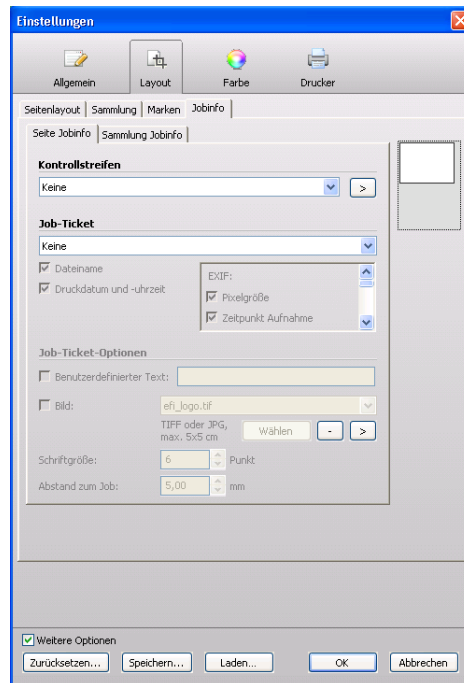 Einstellungen
Allgemein Layout Farbe Drucker
Seitenlayout Sammlung Marken Jobinfo
Seite Jobinfo Sammlung Jobinfo
Kontrollstreifen
Keine >
Job-Ticket
Keine
Dateiname
Druckdatum und -uhrzeit
EXIF:
Pixelgröße
Zeitpunkt Aufnahme
Job-Ticket-Optionen
Benutzerdefinierter Text:
Bild: efi_logo.tif
TIFF oder JPG,
max. 5x5 cm
Wählen - >
Schriftgröße: 6 Punkt
Abstand zum Job: 5,00 mm
Weitere Optionen
Zurücksetzen... Speichern... Laden... OK Abbrechen